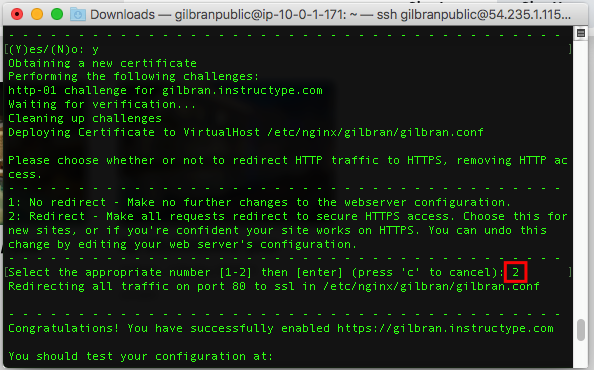 Downloads — gilbranpublic@ip-10-0-1-171: ~ — ssh gilbranpublic@54.235.1.115...
- - - - - - - - - - - - - - - - - - - - - - - - - - - - - - - - - - - - - - - -
[(Y)es/(N)o: y ]
Obtaining a new certificate
Performing the following challenges:
http-01 challenge for gilbran.instructype.com
Waiting for verification...
Cleaning up challenges
Deploying Certificate to VirtualHost /etc/nginx/gilbran/gilbran.conf
Please choose whether or not to redirect HTTP traffic to HTTPS, removing HTTP ac
cess.
- - - - - - - - - - - - - - - - - - - - - - - - - - - - - - - - - - - - - - - -
1: No redirect - Make no further changes to the webserver configuration.
2: Redirect - Make all requests redirect to secure HTTPS access. Choose this for
new sites, or if you're confident your site works on HTTPS. You can undo this
change by editing your web server's configuration.
- - - - - - - - - - - - - - - - - - - - - - - - - - - - - - - - - - - - - - - -
[Select the appropriate number [1-2] then [enter] (press 'c' to cancel): 2 ]
Redirecting all traffic on port 80 to ssl in /etc/nginx/gilbran/gilbran.conf
- - - - - - - - - - - - - - - - - - - - - - - - - - - - - - - - - - - - - - - -
Congratulations! You have successfully enabled https://gilbran.instructype.com
You should test your configuration at: